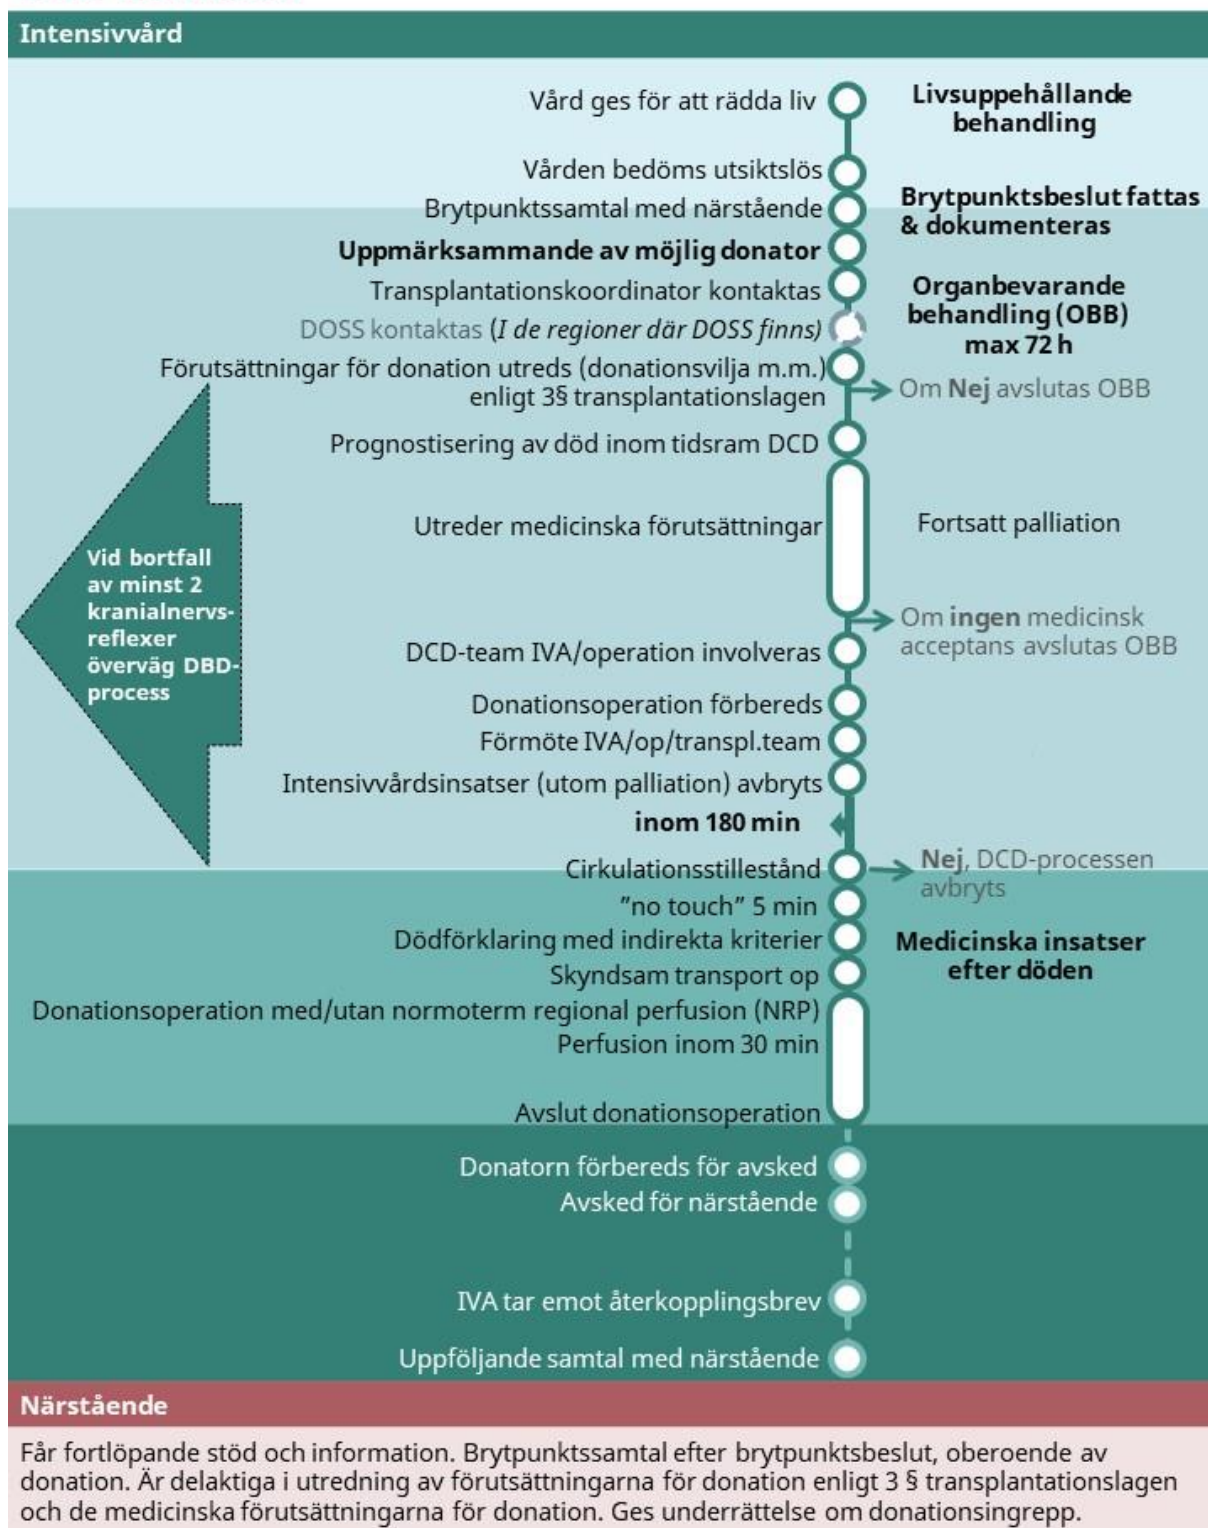 Intensivvård
Vård ges för att rädda liv
Livsuppehållande
behandling
Vården bedöms utsiktslös
Brytpunktssamtal med närstående
Brytpunktsbeslut fattas
& dokumenteras
Uppmärksammande av möjlig donator
Transplantationskoordinator kontaktas
Organbevarande
behandling (OBB)
max 72 h
DOSS kontaktas (I de regioner där DOSS finns)
Förutsättningar för donation utreds (donationsvilja m.m.)
enligt 3§ transplantationslagen
Om Nej avslutas OBB
Prognostisering av död inom tidsram DCD
Utreder medicinska förutsättningar
Fortsatt palliation
Vid bortfall
av minst 2
kranialnervs-
reflexer
överväg DBD-
process
Om ingen medicinsk
acceptans avslutas OBB
DCD-team IVA/operation involveras
Donationsoperation förbereds
Förmöte IVA/op/transpl.team
Intensivvårdsinsatser (utom palliation) avbryts
inom 180 min
Cirkulationsstillestånd
Nej, DCD-processen
avbryts
”no touch” 5 min
Dödförklaring med indirekta kriterier
Medicinska insatser
efter döden
Skyndsam transport op
Donationsoperation med/utan normoterm regional perfusion (NRP)
Perfusion inom 30 min
Avslut donationsoperation
Donatorn förbereds för avsked
Avsked för närstående
IVA tar emot återkopplingsbrev
Uppföljande samtal med närstående
Närstående
Får fortlöpande stöd och information. Brytpunktssamtal efter brytpunktsbeslut, oberoende av
donation. Är delaktiga i utredning av förutsättningarna för donation enligt 3 § transplantationslagen
och de medicinska förutsättningarna för donation. Ges underrättelse om donationsingrepp.